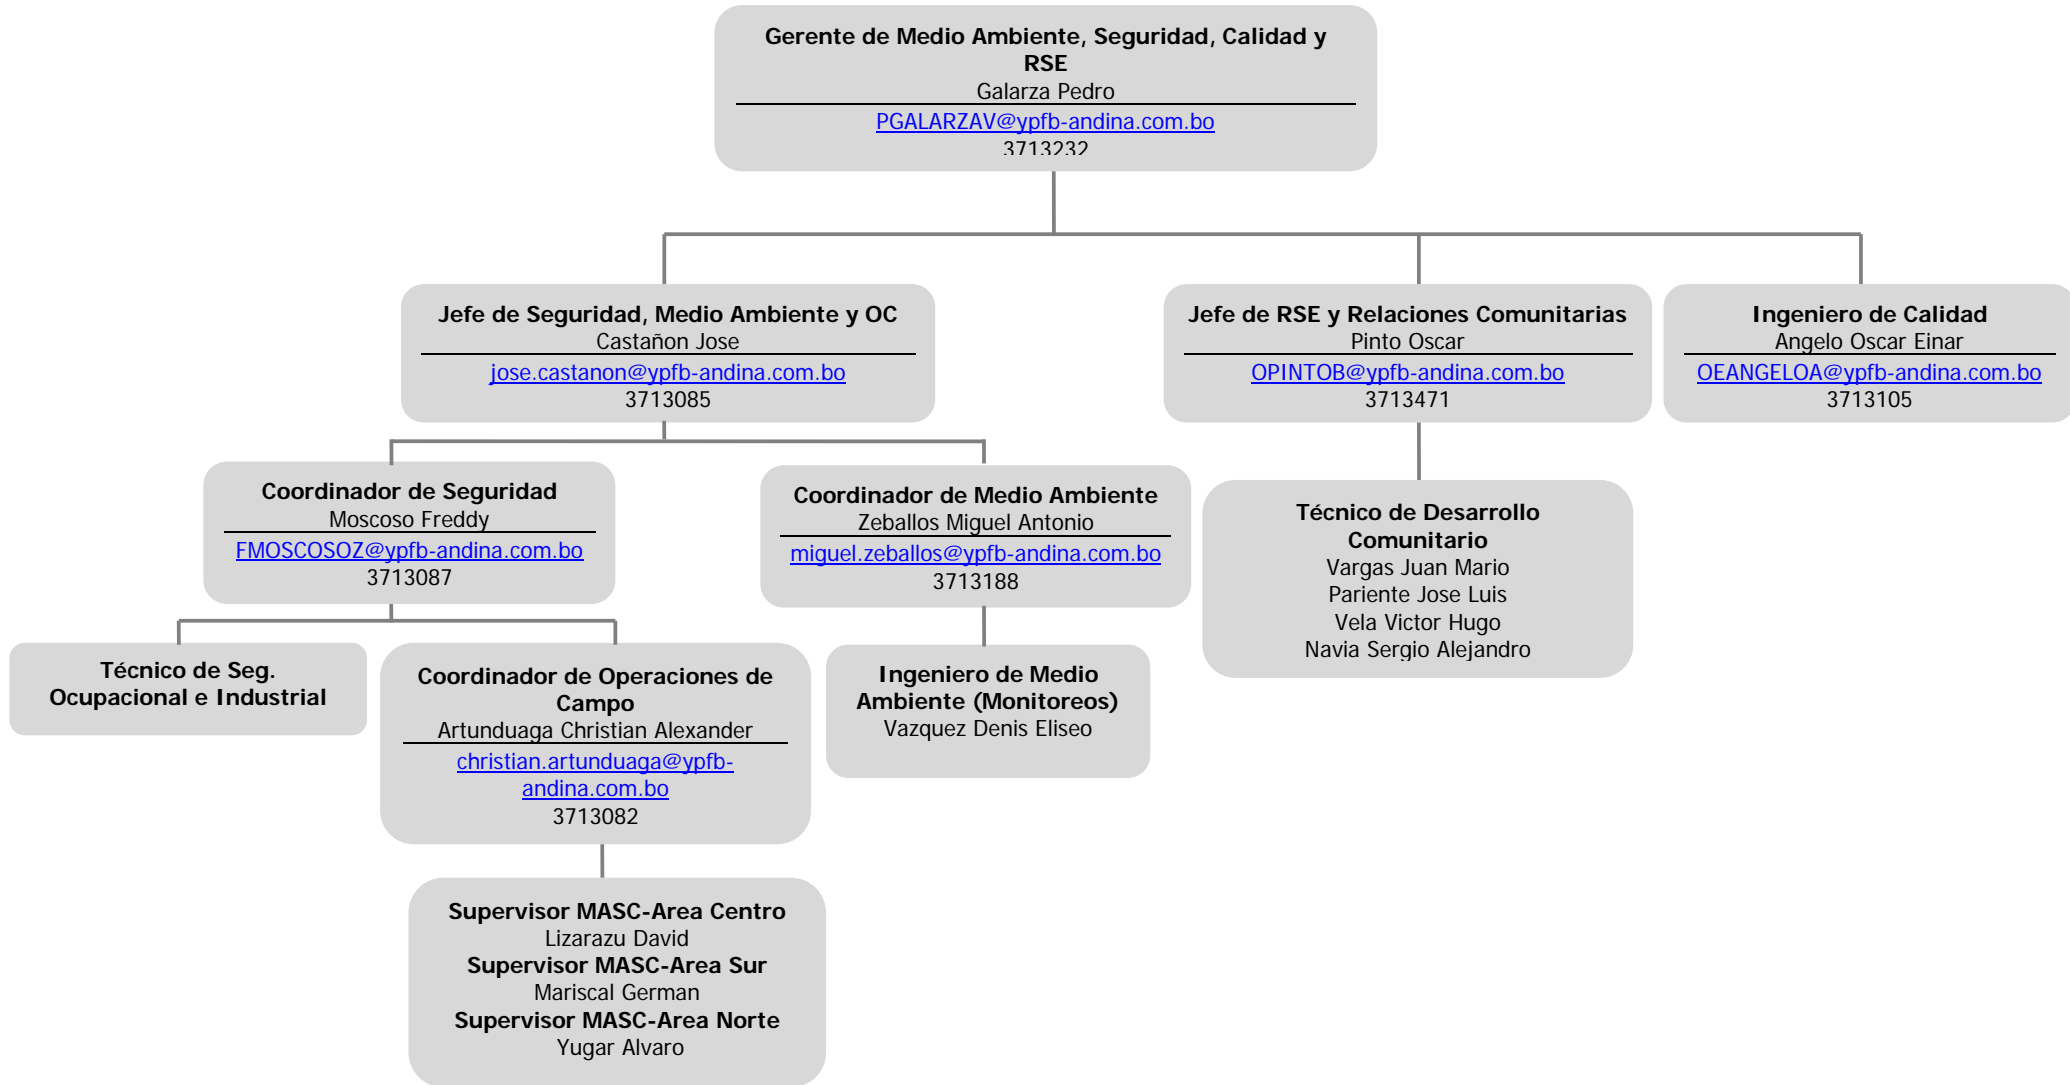 Gerente de Medio Ambiente, Seguridad, Calidad y
RSE
Galarza Pedro
PGALARZAV@ypfb-andina.com.bo
3713232
Jefe de Seguridad, Medio Ambiente y OC
Castañon Jose
jose.castanon@ypfb-andina.com.bo
3713085
Jefe de RSE y Relaciones Comunitarias
Pinto Oscar
OPINTOB@ypfb-andina.com.bo
3713471
Ingeniero de Calidad
Angelo Oscar Einar
OEANGELOA@ypfb-andina.com.bo
3713105
Coordinador de Seguridad
Moscoso Freddy
FMOSCOSOZ@ypfb-andina.com.bo
3713087
Coordinador de Medio Ambiente
Zeballos Miguel Antonio
miguel.zeballos@ypfb-andina.com.bo
3713188
Técnico de Desarrollo
Comunitario
Vargas Juan Mario
Pariente Jose Luis
Vela Victor Hugo
Navia Sergio Alejandro
Técnico de Seg.
Ocupacional e Industrial
Coordinador de Operaciones de
Campo
Artunduaga Christian Alexander
christian.artunduaga@ypfb-
andina.com.bo
3713082
Ingeniero de Medio
Ambiente (Monitoreos)
Vazquez Denis Eliseo
Supervisor MASC-Area Centro
Lizarazu David
Supervisor MASC-Area Sur
Mariscal German
Supervisor MASC-Area Norte
Yugar Alvaro